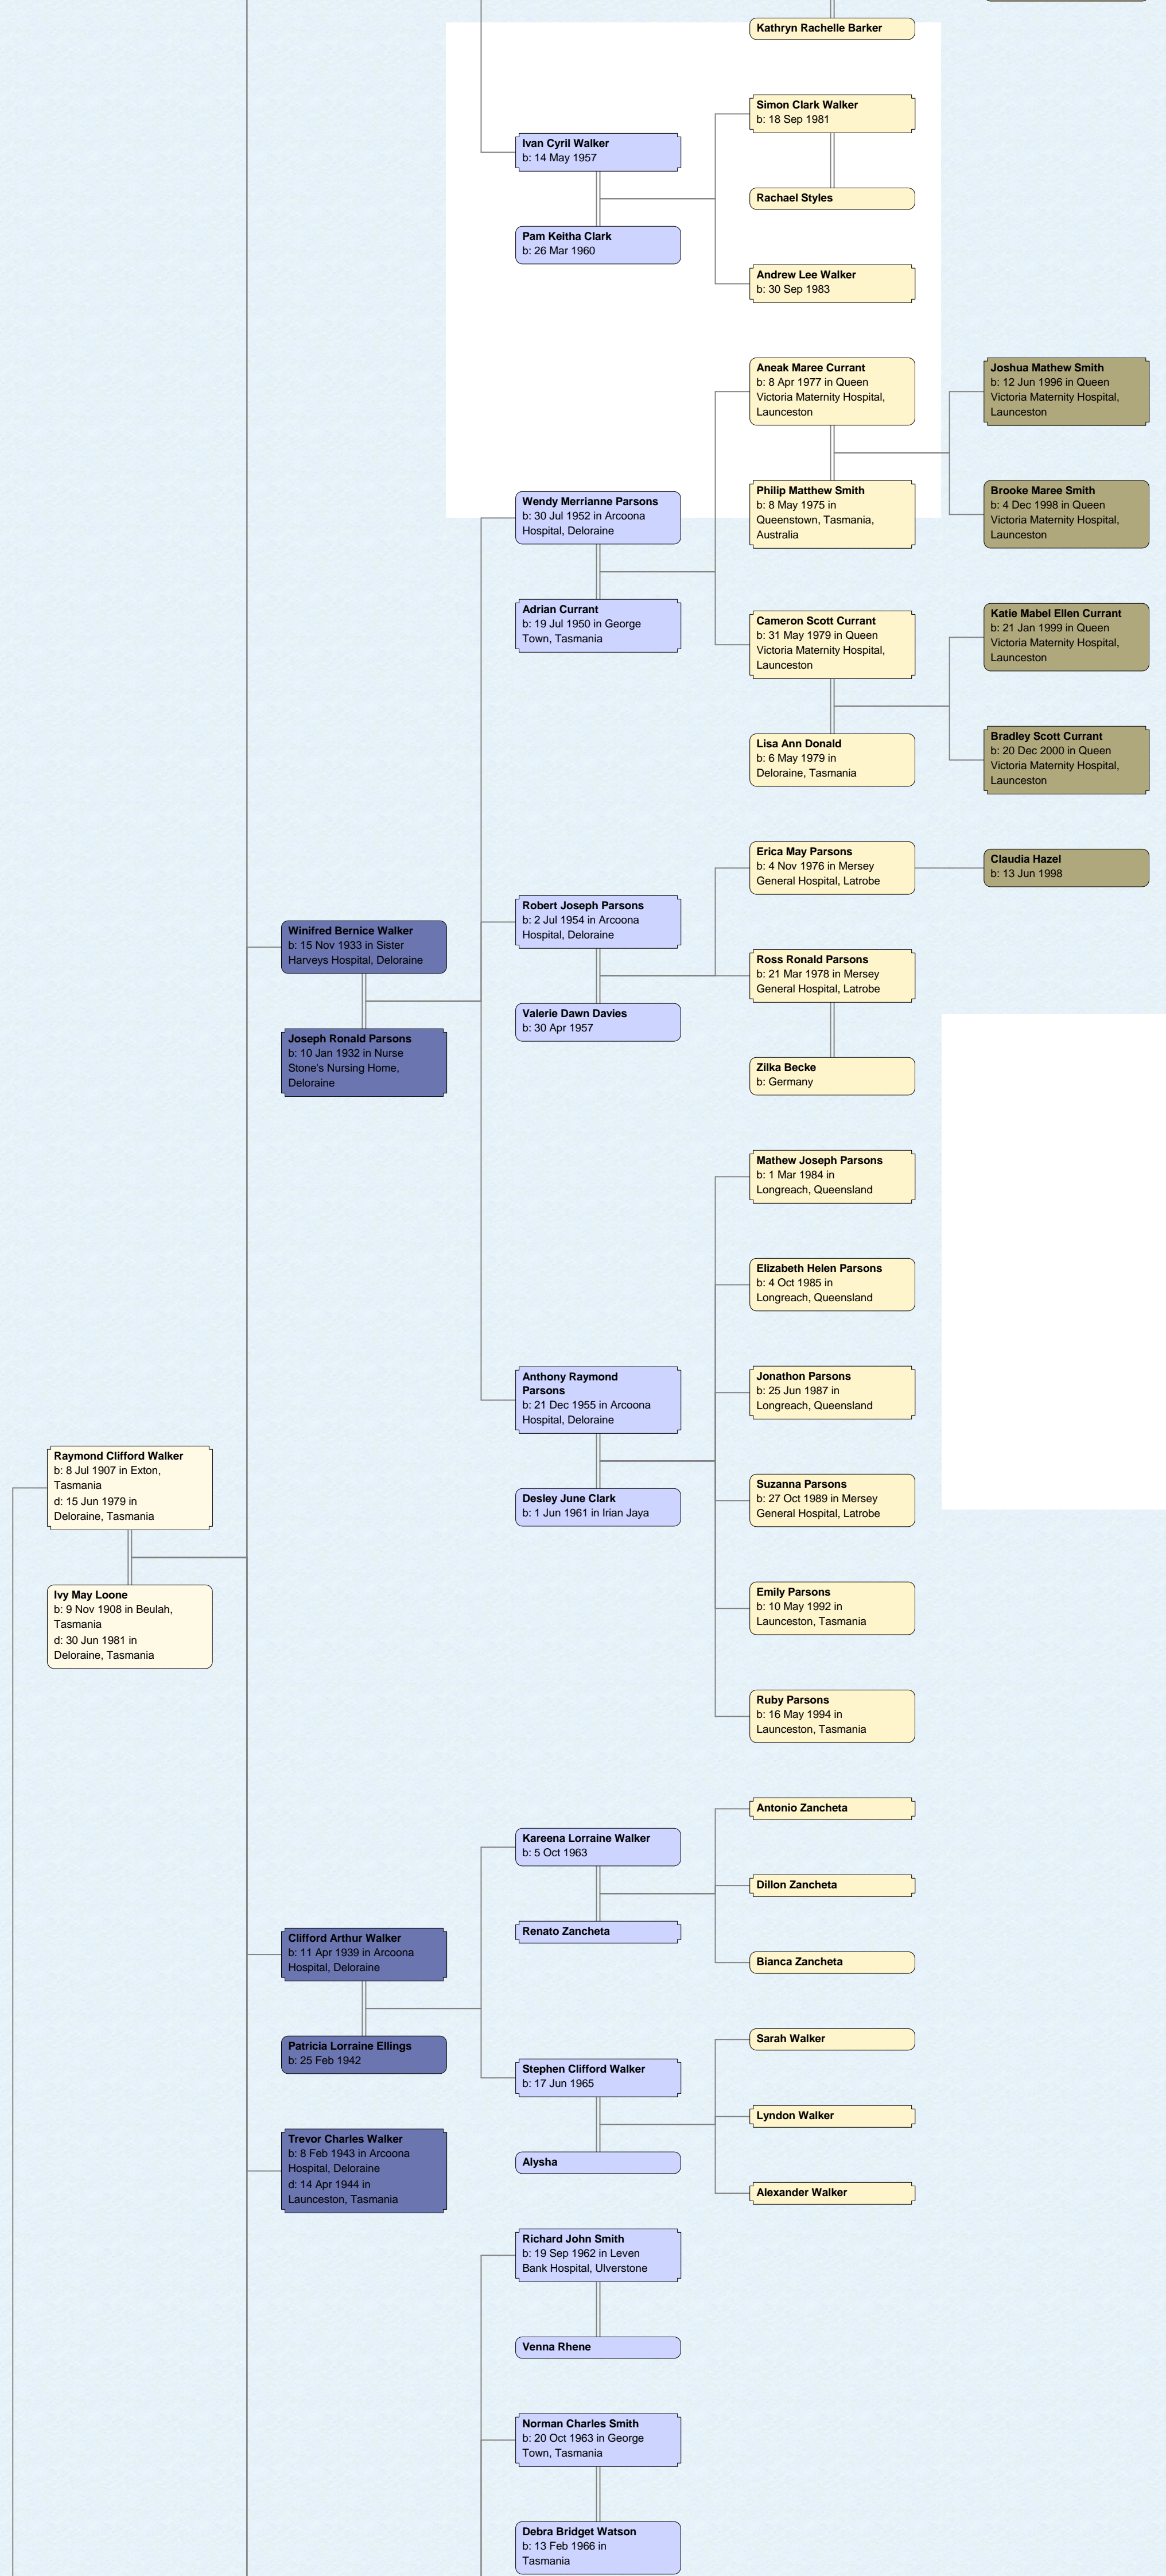 Kathryn Rachelle Barker
Simon Clark Walker
b: 18 Sep 1981
Ivan Cyril Walker
b: 14 May 1957
Rachael Styles
Pam Keitha Clark
b: 26 Mar 1960
Andrew Lee Walker
b: 30 Sep 1983
Aneak Maree Currant
b: 8 Apr 1977 in Queen
Victoria Maternity Hospital,
Launceston
Joshua Mathew Smith
b: 12 Jun 1996 in Queen
Victoria Maternity Hospital,
Launceston
Wendy Merrianne Parsons
b: 30 Jul 1952 in Arcoona
Hospital, Deloraine
Philip Matthew Smith
b: 8 May 1975 in
Queenstown, Tasmania,
Australia
Brooke Maree Smith
b: 4 Dec 1998 in Queen
Victoria Maternity Hospital,
Launceston
Adrian Currant
b: 19 Jul 1950 in George
Town, Tasmania
Cameron Scott Currant
b: 31 May 1979 in Queen
Victoria Maternity Hospital,
Launceston
Katie Mabel Ellen Currant
b: 21 Jan 1999 in Queen
Victoria Maternity Hospital,
Launceston
Lisa Ann Donald
b: 6 May 1979 in
Deloraine, Tasmania
Bradley Scott Currant
b: 20 Dec 2000 in Queen
Victoria Maternity Hospital,
Launceston
Erica May Parsons
b: 4 Nov 1976 in Mersey
General Hospital, Latrobe
Claudia Hazel
b: 13 Jun 1998
Robert Joseph Parsons
b: 2 Jul 1954 in Arcoona
Hospital, Deloraine
Winifred Bernice Walker
b: 15 Nov 1933 in Sister
Harveys Hospital, Deloraine
Ross Ronald Parsons
b: 21 Mar 1978 in Mersey
General Hospital, Latrobe
Valerie Dawn Davies
b: 30 Apr 1957
Joseph Ronald Parsons
b: 10 Jan 1932 in Nurse
Stone's Nursing Home,
Deloraine
Zilka Becke
b: Germany
Mathew Joseph Parsons
b: 1 Mar 1984 in
Longreach, Queensland
Elizabeth Helen Parsons
b: 4 Oct 1985 in
Longreach, Queensland
Anthony Raymond
Parsons
b: 21 Dec 1955 in Arcoona
Hospital, Deloraine
Jonathon Parsons
b: 25 Jun 1987 in
Longreach, Queensland
Raymond Clifford Walker
b: 8 Jul 1907 in Exton,
Tasmania
d: 15 Jun 1979 in
Deloraine, Tasmania
Desley June Clark
b: 1 Jun 1961 in Irian Jaya
Suzanna Parsons
b: 27 Oct 1989 in Mersey
General Hospital, Latrobe
Ivy May Loone
b: 9 Nov 1908 in Beulah,
Tasmania
d: 30 Jun 1981 in
Deloraine, Tasmania
Emily Parsons
b: 10 May 1992 in
Launceston, Tasmania
Ruby Parsons
b: 16 May 1994 in
Launceston, Tasmania
Antonio Zancheta
Kareena Lorraine Walker
b: 5 Oct 1963
Dillon Zancheta
Renato Zancheta
Clifford Arthur Walker
b: 11 Apr 1939 in Arcoona
Hospital, Deloraine
Bianca Zancheta
Patricia Lorraine Ellings
b: 25 Feb 1942
Sarah Walker
Stephen Clifford Walker
b: 17 Jun 1965
Lyndon Walker
Trevor Charles Walker
b: 8 Feb 1943 in Arcoona
Hospital, Deloraine
d: 14 Apr 1944 in
Launceston, Tasmania
Alysha
Alexander Walker
Richard John Smith
b: 19 Sep 1962 in Leven
Bank Hospital, Ulverstone
Venna Rhene
Norman Charles Smith
b: 20 Oct 1963 in George
Town, Tasmania
Debra Bridget Watson
b: 13 Feb 1966 in
Tasmania